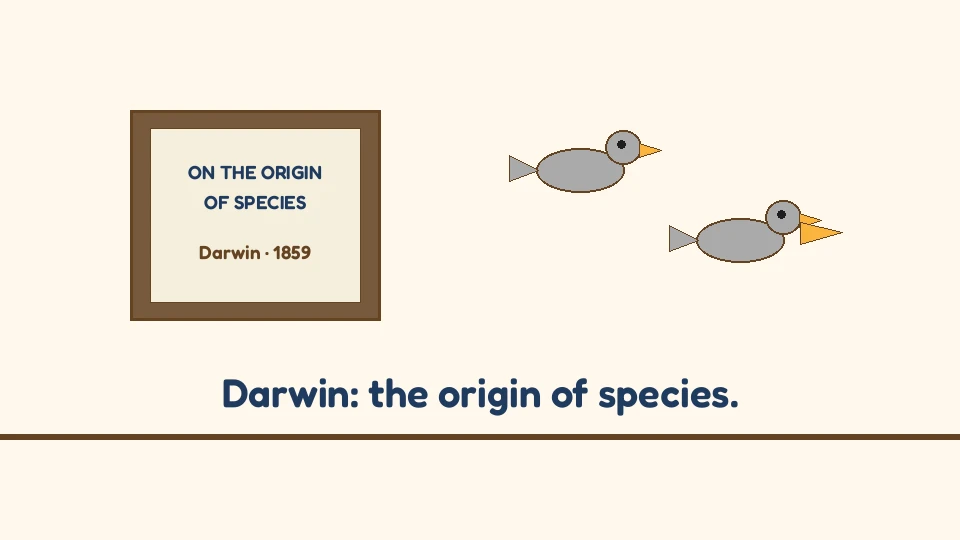 ON THE ORIGIN
OF SPECIES
Darwin · 1859
Darwin: the origin of species.